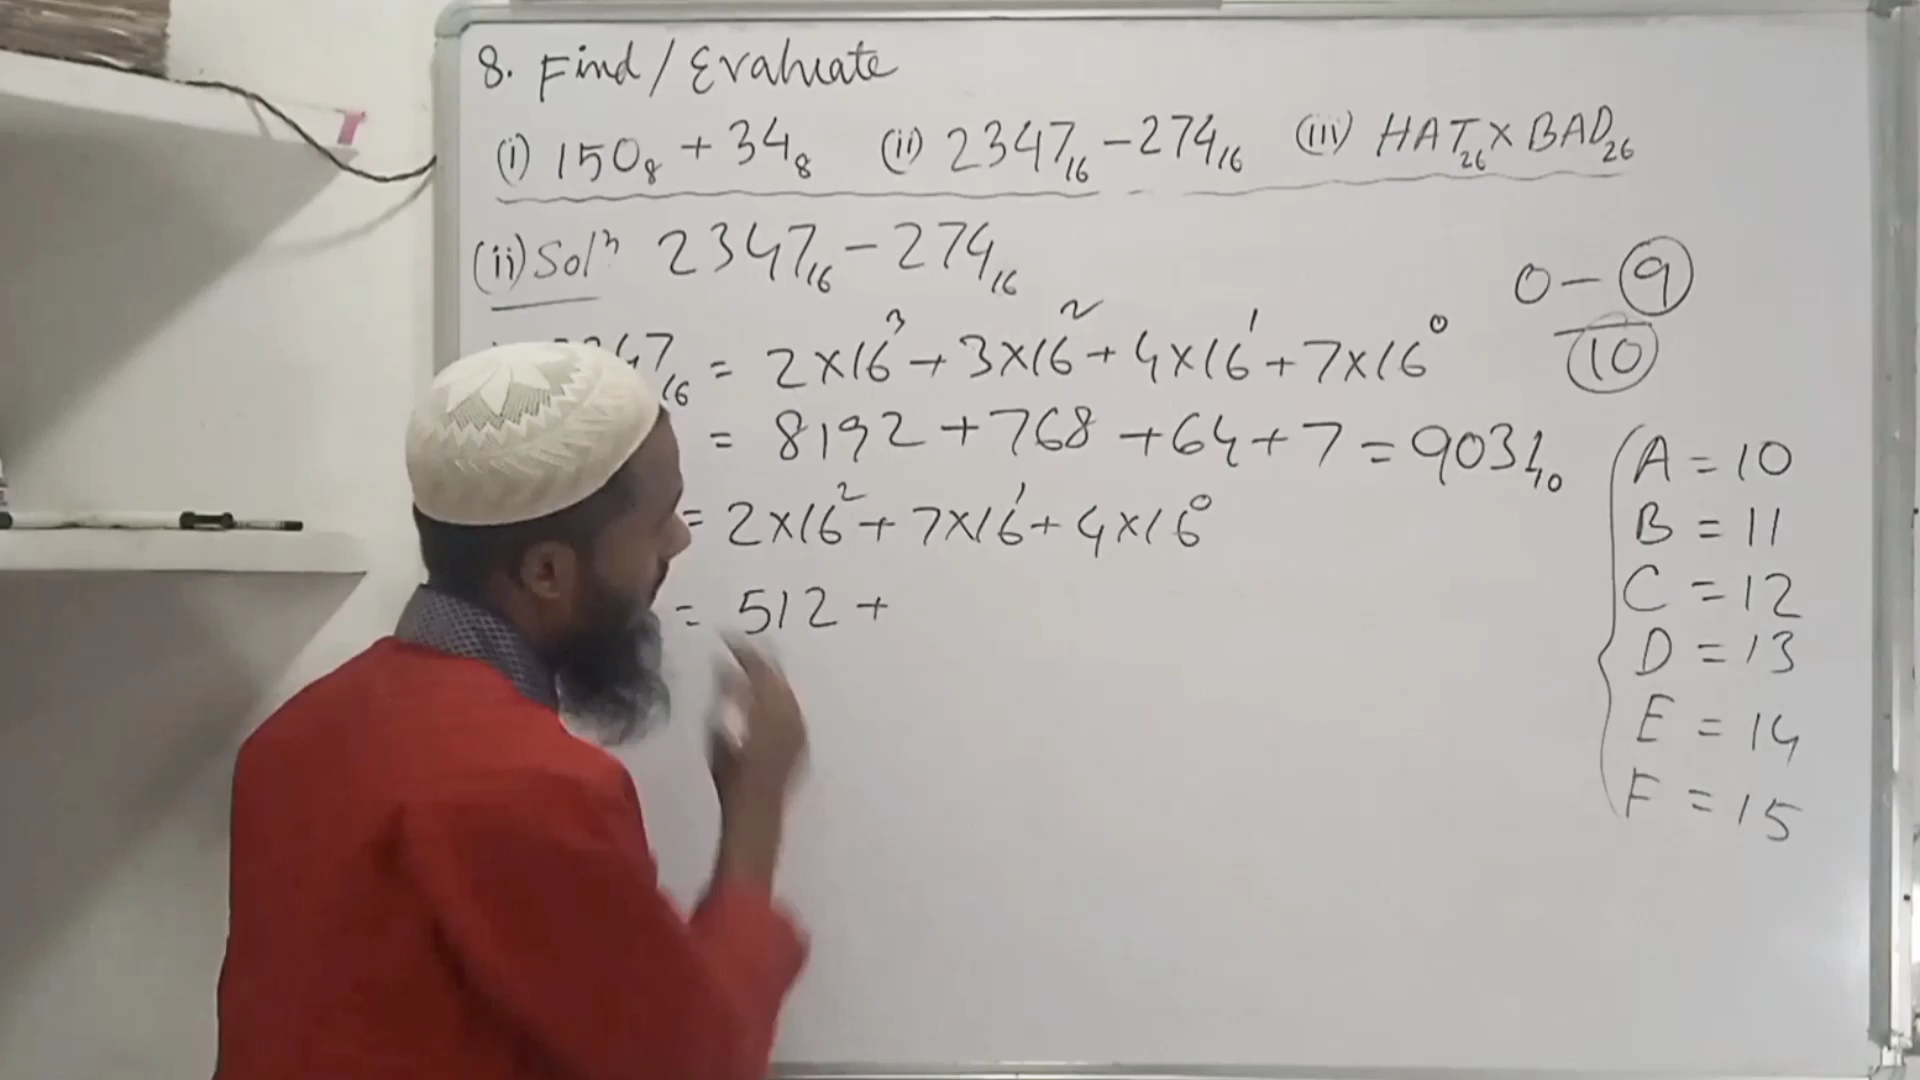 8. Find / Evaluate
(i) 150₈ + 34₈ (ii) 2347₁₆ − 274₁₆ (iii) HAT₂₆ × BAD₂₆
(ii) Solⁿ 2347₁₆ − 274₁₆
47₁₆ = 2×16³ + 3×16² + 4×16¹ + 7×16⁰
= 8192 + 768 + 64 + 7 = 9031₁₀
= 2×16² + 7×16¹ + 4×16⁰
= 512 +
0 − 9
10
A = 10
B = 11
C = 12
D = 13
E = 14
F = 15